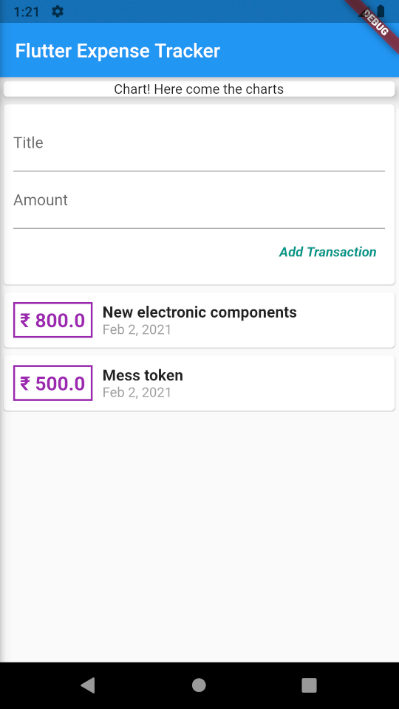 1:21
DEBUG
Flutter Expense Tracker
Chart! Here come the charts
Title
Amount
Add Transaction
₹ 800.0
New electronic components
Feb 2, 2021
₹ 500.0
Mess token
Feb 2, 2021